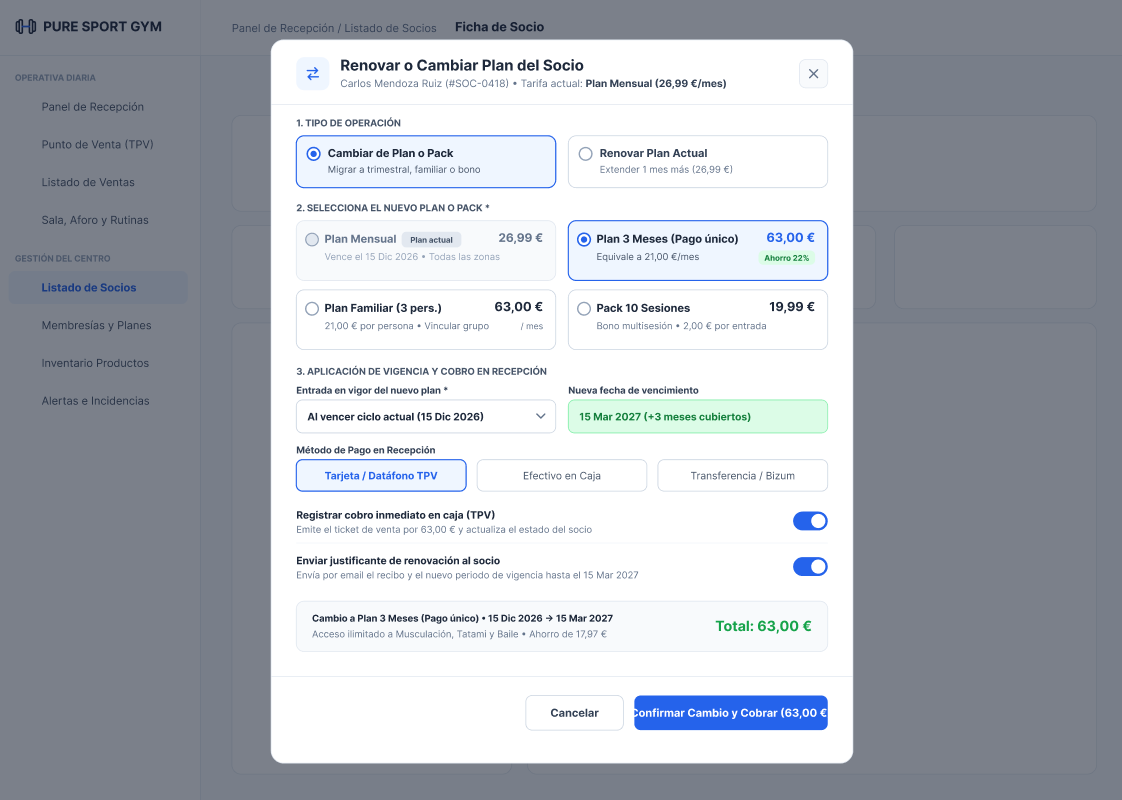 PURE SPORT GYM
Panel de Recepción / Listado de Socios Ficha de Socio
OPERATIVA DIARIA
Panel de Recepción
Punto de Venta (TPV)
Listado de Ventas
Sala, Aforo y Rutinas
GESTIÓN DEL CENTRO
Listado de Socios
Membresías y Planes
Inventario Productos
Alertas e Incidencias
Renovar o Cambiar Plan del Socio
Carlos Mendoza Ruiz (#SOC-0418) • Tarifa actual: Plan Mensual (26,99 €/mes)
1. TIPO DE OPERACIÓN
Cambiar de Plan o Pack
Migrar a trimestral, familiar o bono
Renovar Plan Actual
Extender 1 mes más (26,99 €)
2. SELECCIONA EL NUEVO PLAN O PACK *
Plan Mensual Plan actual 26,99 €
Vence el 15 Dic 2026 • Todas las zonas
Plan 3 Meses (Pago único) 63,00 €
Equivale a 21,00 €/mes Ahorro 22%
Plan Familiar (3 pers.) 63,00 €
21,00 € por persona • Vincular grupo / mes
Pack 10 Sesiones 19,99 €
Bono multisesión • 2,00 € por entrada
3. APLICACIÓN DE VIGENCIA Y COBRO EN RECEPCIÓN
Entrada en vigor del nuevo plan *
Al vencer ciclo actual (15 Dic 2026)
Nueva fecha de vencimiento
15 Mar 2027 (+3 meses cubiertos)
Método de Pago en Recepción
Tarjeta / Datáfono TPV
Efectivo en Caja
Transferencia / Bizum
Registrar cobro inmediato en caja (TPV)
Emite el ticket de venta por 63,00 € y actualiza el estado del socio
Enviar justificante de renovación al socio
Envía por email el recibo y el nuevo periodo de vigencia hasta el 15 Mar 2027
Cambio a Plan 3 Meses (Pago único) • 15 Dic 2026 → 15 Mar 2027
Acceso ilimitado a Musculación, Tatami y Baile • Ahorro de 17,97 €
Total: 63,00 €
Cancelar
Confirmar Cambio y Cobrar (63,00 €